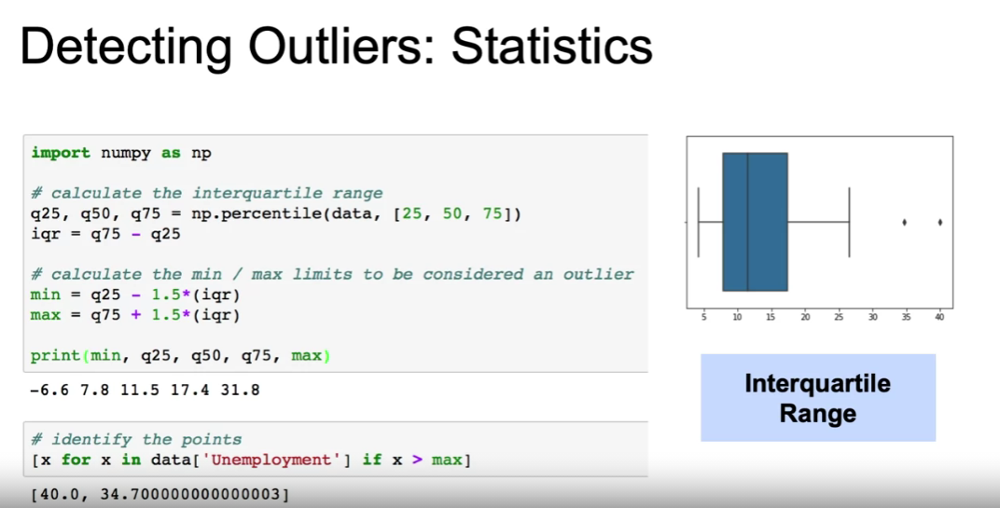 Detecting Outliers: Statistics
import numpy as np
# calculate the interquartile range
q25, q50, q75 = np.percentile(data, [25, 50, 75])
iqr = q75 - q25
# calculate the min / max limits to be considered an outlier
min = q25 - 1.5*(iqr)
max = q75 + 1.5*(iqr)
print(min, q25, q50, q75, max)
-6.6 7.8 11.5 17.4 31.8
# identify the points
[x for x in data['Unemployment'] if x > max]
[40.0, 34.700000000000003]
5 10 15 20 25 30 35 40
Interquartile
Range